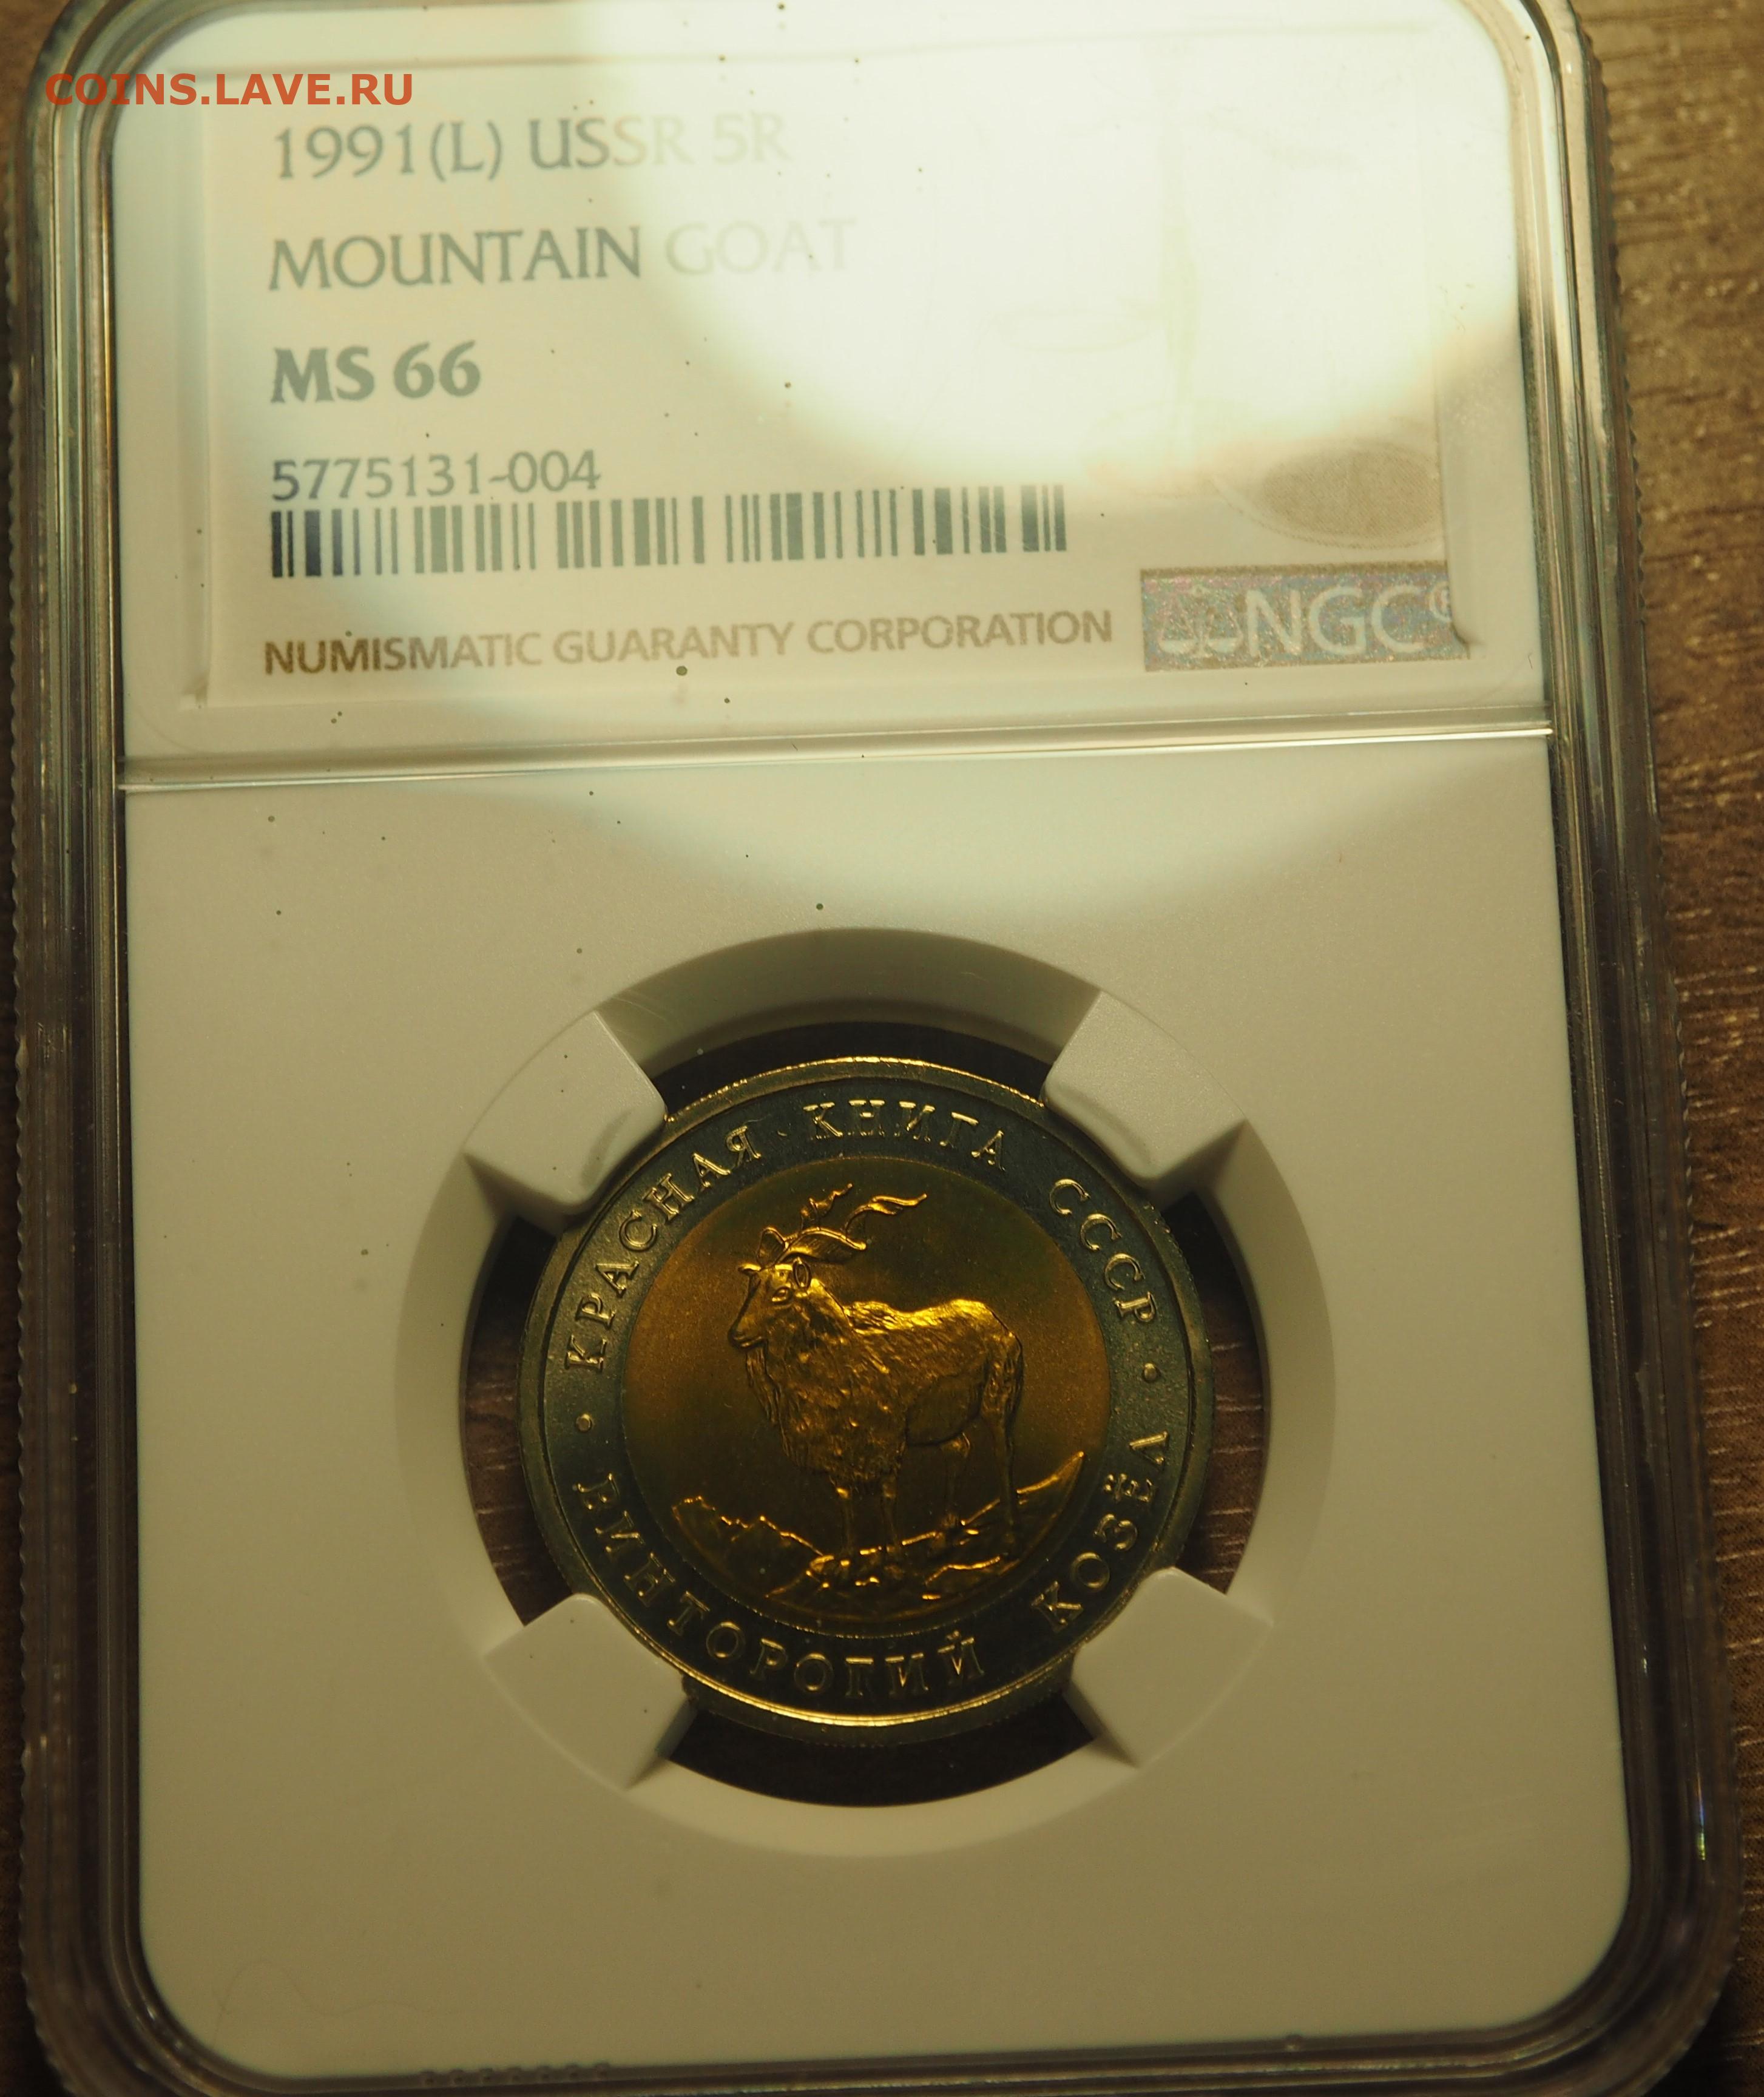 COINS.LAVE.RU
1991(L) USSR 5R
MOUNTAIN GOAT
MS 66
5775131-004
NUMISMATIC GUARANTY CORPORATION
NGC®
КРАСНАЯ КНИГА СССР
• ВИНТОРОГИЙ КОЗЁЛ •